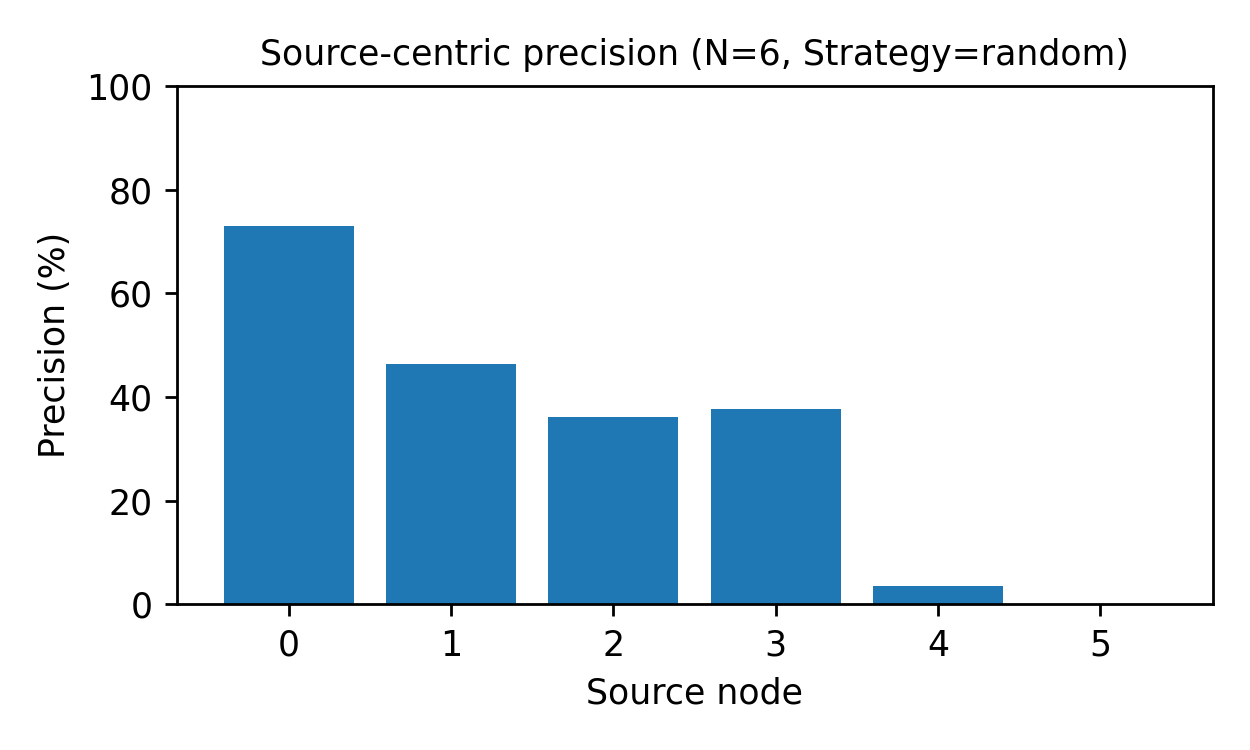 Source-centric precision (N=6, Strategy=random)
100
80
60
40
20
0
Precision (%)
0 1 2 3 4 5
Source node